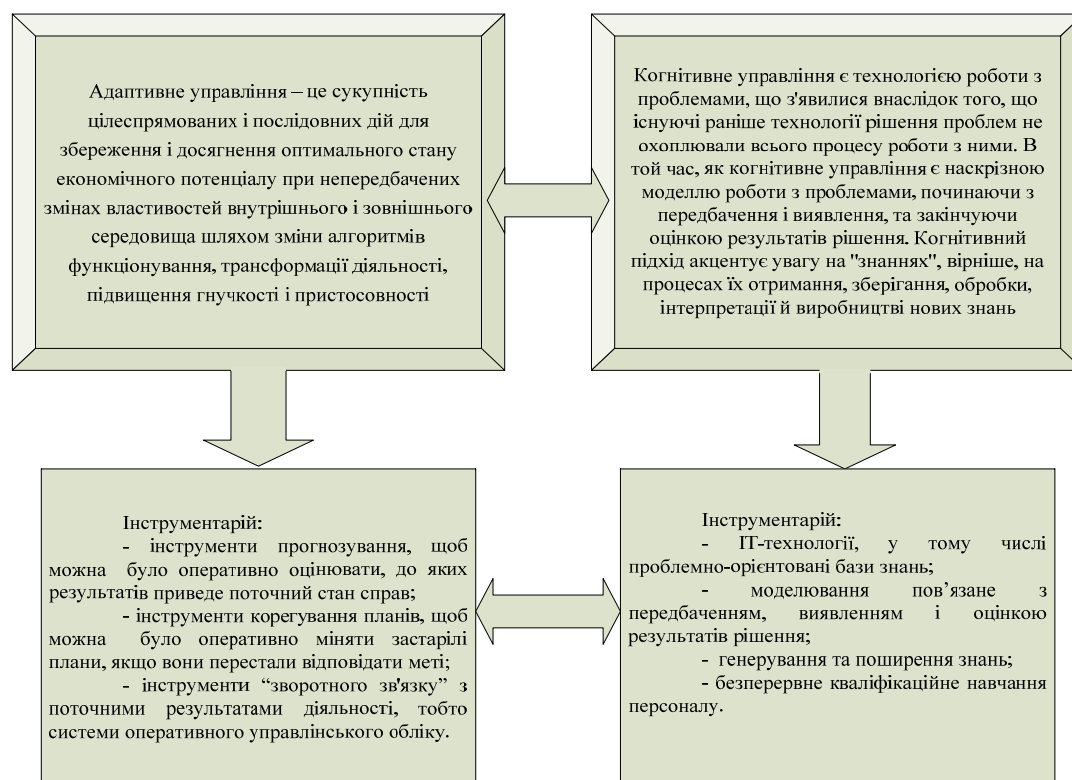 Адаптивне управління – це сукупність
цілеспрямованих і послідовних дій для
збереження і досягнення оптимального стану
економічного потенціалу при непередбачених
змінах властивостей внутрішнього і зовнішнього
середовища шляхом зміни алгоритмів
функціонування, трансформації діяльності,
підвищення гнучкості і пристосовності
Когнітивне управління є технологією роботи з
проблемами, що з'явилися внаслідок того, що
існуючі раніше технології рішення проблем не
охоплювали всього процесу роботи з ними. В
той час, як когнітивне управління є наскрізною
моделлю роботи з проблемами, починаючи з
передбачення і виявлення, та закінчуючи
оцінкою результатів рішення. Когнітивний
підхід акцентує увагу на "знаннях", вірніше, на
процесах їх отримання, зберігання, обробки,
інтерпретації й виробництві нових знань
Інструментарій:
- інструменти прогнозування, щоб
можна було оперативно оцінювати, до яких
результатів приведе поточний стан справ;
- інструменти корегування планів, щоб
можна було оперативно міняти застарілі
плани, якщо вони перестали відповідати меті;
- інструменти “зворотного зв'язку” з
поточними результатами діяльності, тобто
системи оперативного управлінського обліку.
Інструментарій:
- ІТ-технології, у тому числі
проблемно-орієнтовані бази знань;
- моделювання пов’язане з
передбаченням, виявленням і оцінкою
результатів рішення;
- генерування та поширення знань;
- безперервне кваліфікаційне навчання
персоналу.